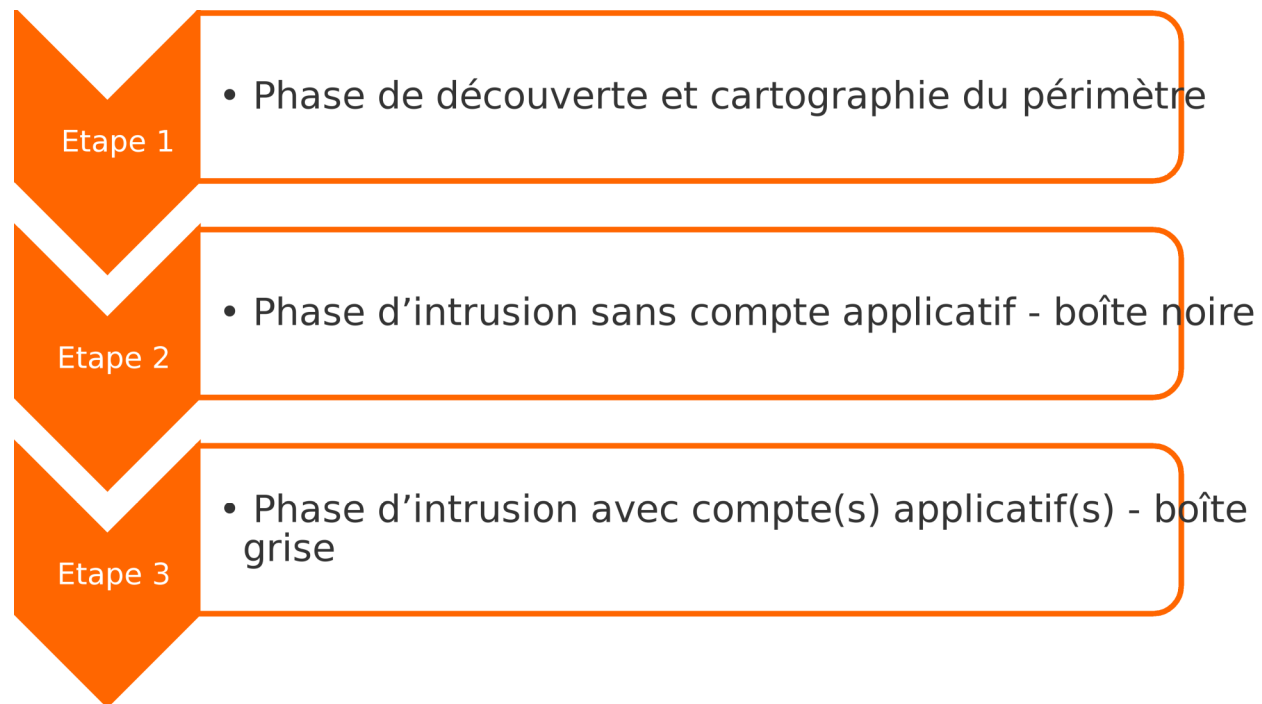 Etape 1
• Phase de découverte et cartographie du périmètre
Etape 2
• Phase d’intrusion sans compte applicatif - boîte noire
Etape 3
• Phase d’intrusion avec compte(s) applicatif(s) - boîte
grise